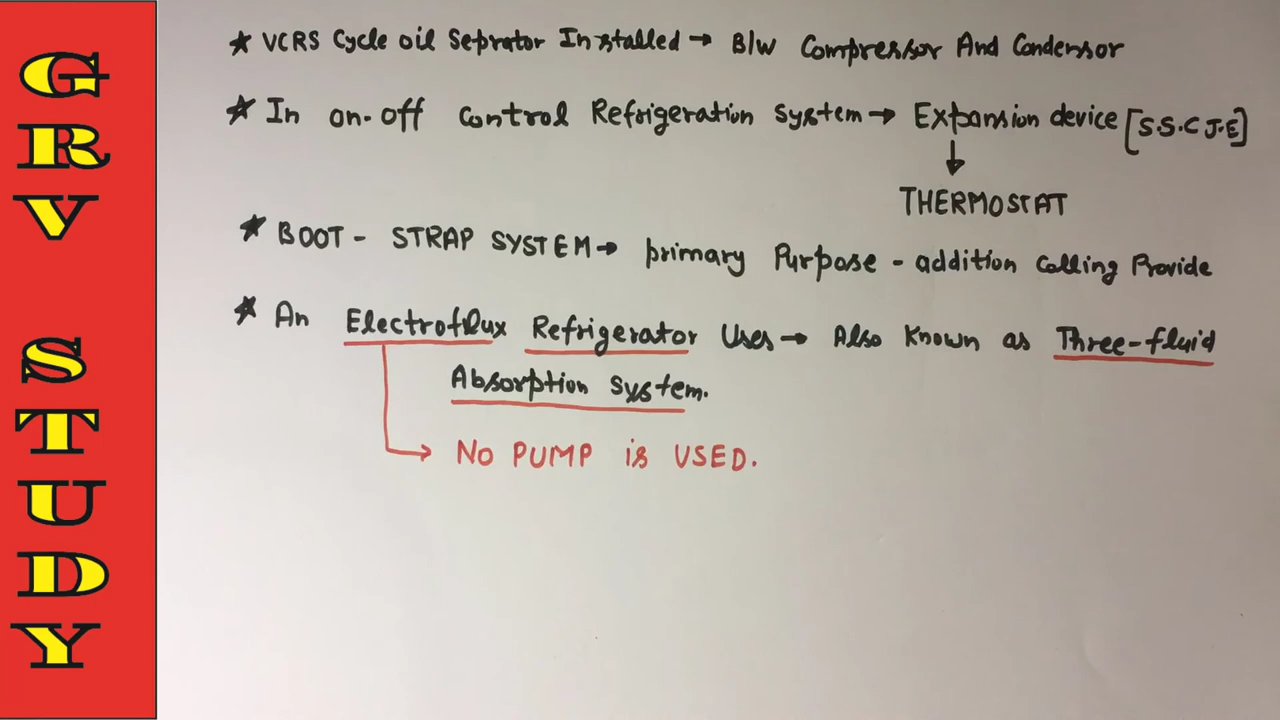 GRV STUDY
★ VCRS Cycle oil Seprator Installed → B/w Compressor And Condensor
★ In on-off Control Refrigeration System → Expansion device [S.S.C J.E]
↓
THERMOSTAT
★ BOOT - STRAP SYSTEM → primary Purpose - addition Colling Provide
★ An Electroflux Refrigerator Uses → Also Known as Three-fluid
Absorption System.
→ NO PUMP is USED.